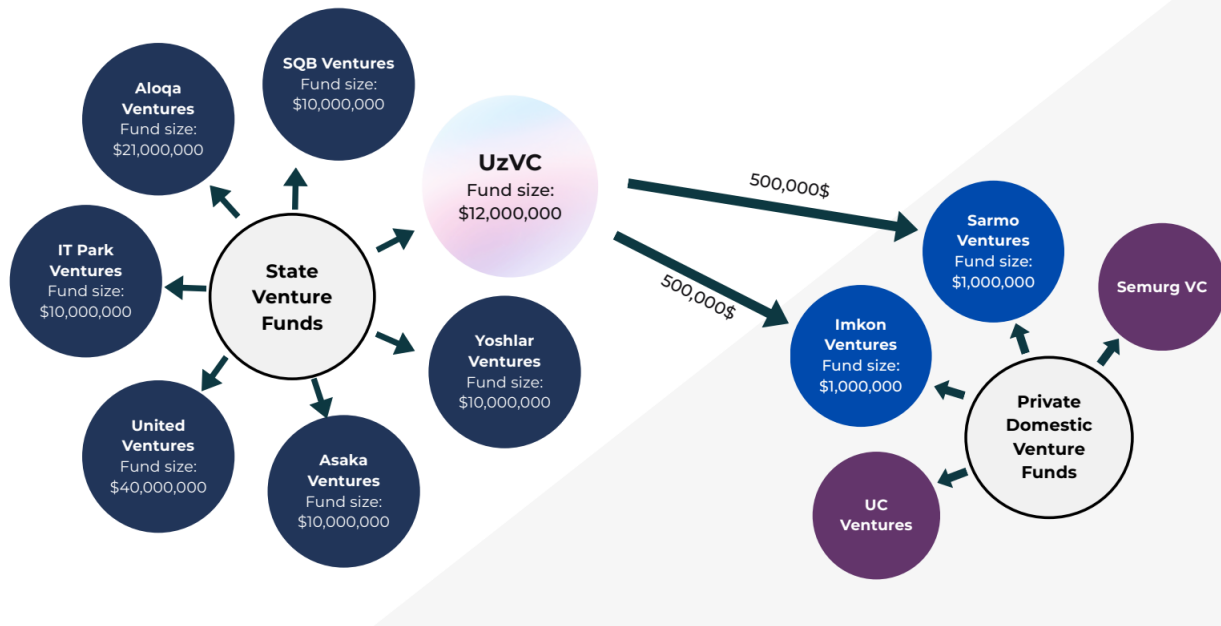 SQB Ventures
Fund size:
$10,000,000
Aloqa
Ventures
Fund size:
$21,000,000
UzVC
Fund size:
$12,000,000
500,000$
500,000$
IT Park
Ventures
Fund size:
$10,000,000
State
Venture
Funds
Sarmo
Ventures
Fund size:
$1,000,000
Semurg VC
Imkon
Ventures
Fund size:
$1,000,000
Yoshlar
Ventures
Fund size:
$10,000,000
United
Ventures
Fund size:
$40,000,000
Asaka
Ventures
Fund size:
$10,000,000
Private
Domestic
Venture
Funds
UC
Ventures